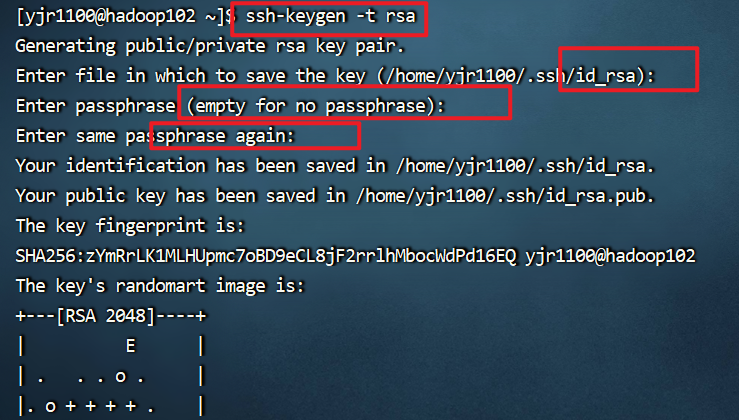 [yjr1100@hadoop102 ~]$ ssh-keygen -t rsa
Generating public/private rsa key pair.
Enter file in which to save the key (/home/yjr1100/.ssh/id_rsa):
Enter passphrase (empty for no passphrase):
Enter same passphrase again:
Your identification has been saved in /home/yjr1100/.ssh/id_rsa.
Your public key has been saved in /home/yjr1100/.ssh/id_rsa.pub.
The key fingerprint is:
SHA256:zYmRrLK1MLHUpmc7oBD9eCL8jF2rrlhMbocWdPd16EQ yjr1100@hadoop102
The key's randomart image is:
+---[RSA 2048]----+
|        E      |
| .   . . o .     |
|. o + + + + .    |